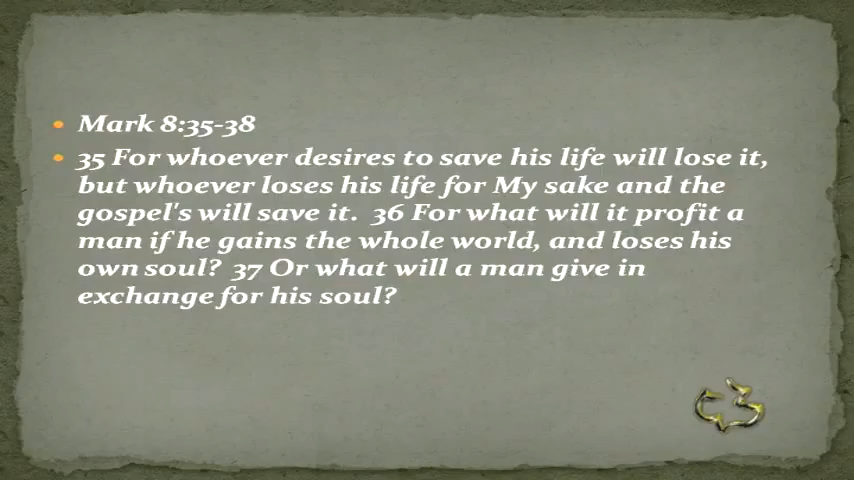 Mark 8:35-38
35 For whoever desires to save his life will lose it,
but whoever loses his life for My sake and the
gospel's will save it.  36 For what will it profit a
man if he gains the whole world, and loses his
own soul?  37 Or what will a man give in
exchange for his soul?
C3